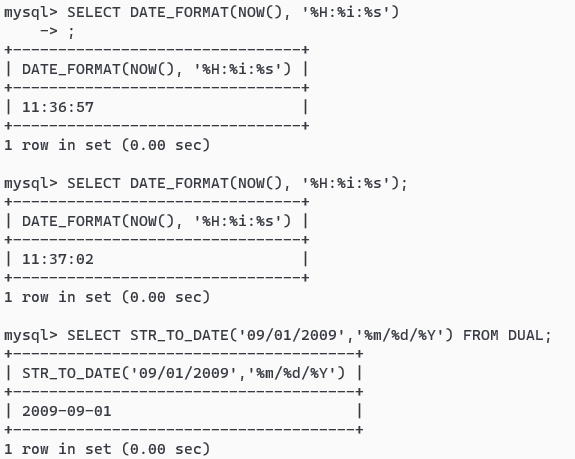 mysql> SELECT DATE_FORMAT(NOW(), '%H:%i:%s')
    -> ;
+--------------------------------+
| DATE_FORMAT(NOW(), '%H:%i:%s') |
+--------------------------------+
| 11:36:57                       |
+--------------------------------+
1 row in set (0.00 sec)

mysql> SELECT DATE_FORMAT(NOW(), '%H:%i:%s');
+--------------------------------+
| DATE_FORMAT(NOW(), '%H:%i:%s') |
+--------------------------------+
| 11:37:02                       |
+--------------------------------+
1 row in set (0.00 sec)

mysql> SELECT STR_TO_DATE('09/01/2009','%m/%d/%Y') FROM DUAL;
+--------------------------------------+
| STR_TO_DATE('09/01/2009','%m/%d/%Y') |
+--------------------------------------+
| 2009-09-01                           |
+--------------------------------------+
1 row in set (0.00 sec)